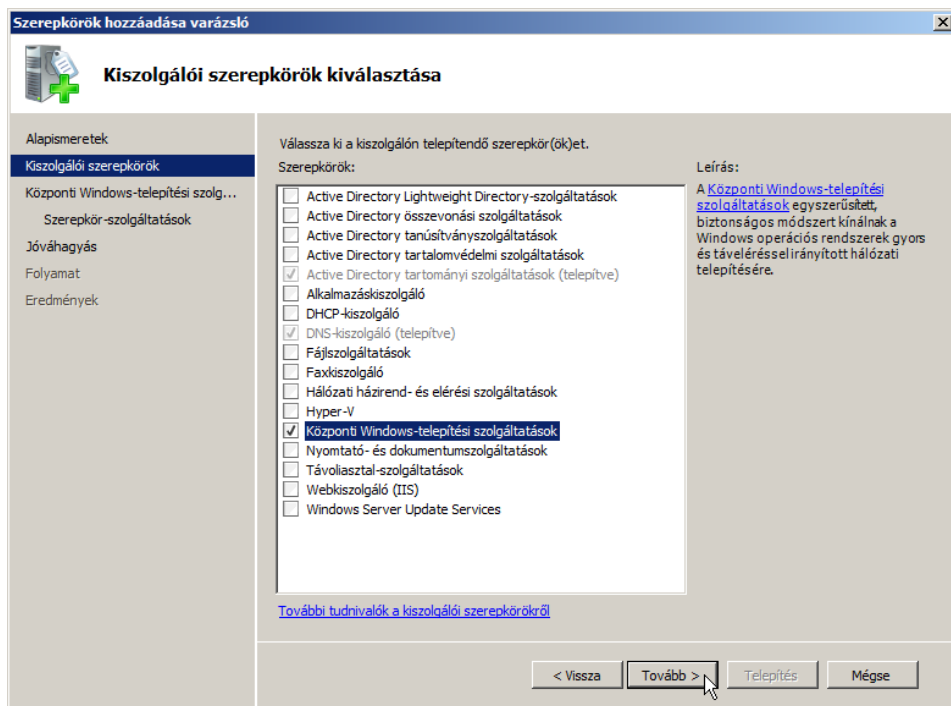 Szerepkörök hozzáadása varázsló
Kiszolgálói szerepkörök kiválasztása
Alapismeretek
Kiszolgálói szerepkörök
Központi Windows-telepítési szolg...
Szerepkör-szolgáltatások
Jóváhagyás
Folyamat
Eredmények
Válassza ki a kiszolgálón telepítendő szerepkör(ök)et.
Szerepkörök:
Active Directory Lightweight Directory-szolgáltatások
Active Directory összevonási szolgáltatások
Active Directory tanúsítványszolgáltatások
Active Directory tartalomvédelmi szolgáltatások
Active Directory tartományi szolgáltatások (telepítve)
Alkalmazáskiszolgáló
DHCP-kiszolgáló
DNS-kiszolgáló (telepítve)
Fájlszolgáltatások
Faxkiszolgáló
Hálózati házirend- és elérési szolgáltatások
Hyper-V
Központi Windows-telepítési szolgáltatások
Nyomtató- és dokumentumszolgáltatások
Távoliasztal-szolgáltatások
Webkiszolgáló (IIS)
Windows Server Update Services
További tudnivalók a kiszolgálói szerepkörökről
Leírás:
A Központi Windows-telepítési
szolgáltatások egyszerűsített,
biztonságos módszert kínálnak a
Windows operációs rendszerek gyors
és táveléréssel irányított hálózati
telepítésére.
< Vissza
Tovább >
Telepítés
Mégse